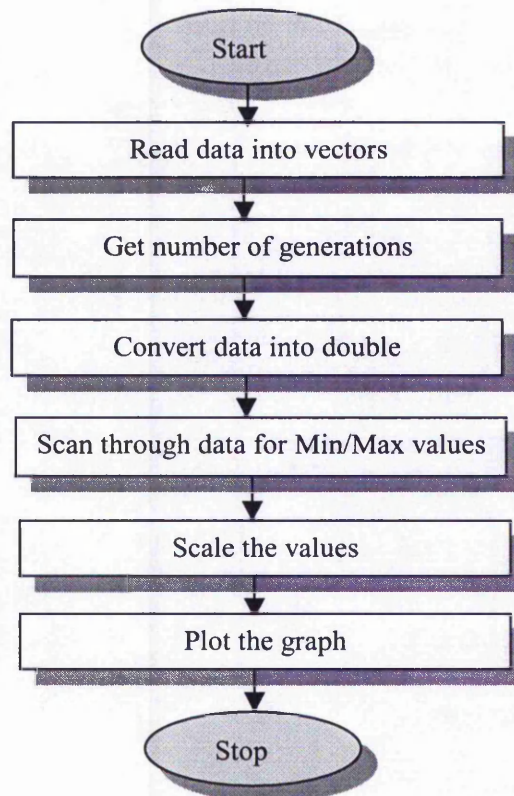 Start
Read data into vectors
Get number of generations
Convert data into double
Scan through data for Min/Max values
Scale the values
Plot the graph
Stop